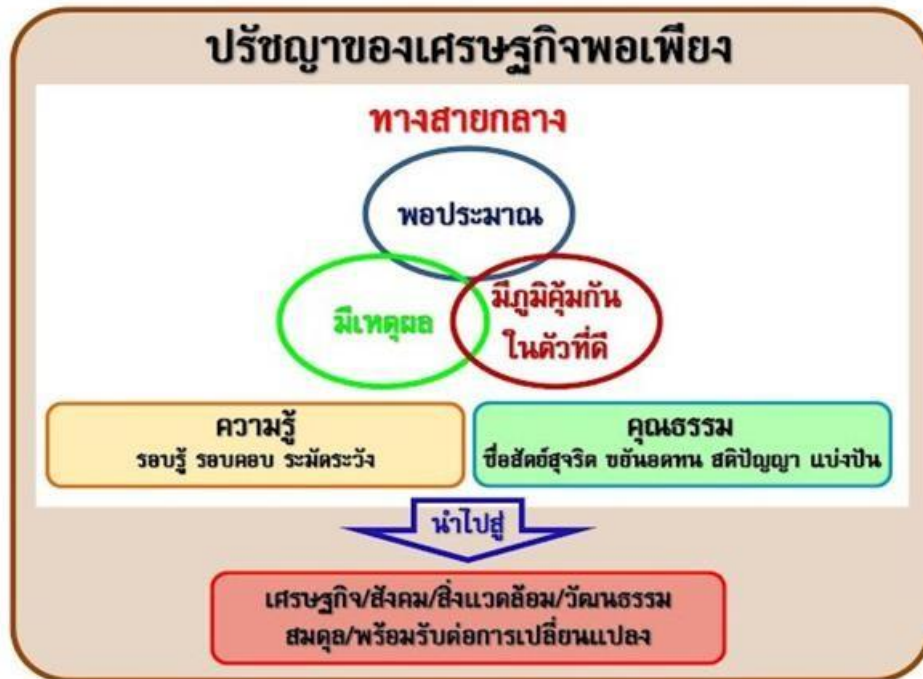 ปรัชญาของเศรษฐกิจพอเพียง
ทางสายกลาง
พอประมาณ
มีเหตุผล
มีภูมิคุ้มกัน
ในตัวที่ดี
ความรู้
รอบรู้ รอบคอบ ระมัดระวัง
คุณธรรม
ซื่อสัตย์สุจริต ขยันอดทน สติปัญญา แบ่งปัน
นำไปสู่
เศรษฐกิจ/สังคม/สิ่งแวดล้อม/วัฒนธรรม
สมดุล/พร้อมรับต่อการเปลี่ยนแปลง